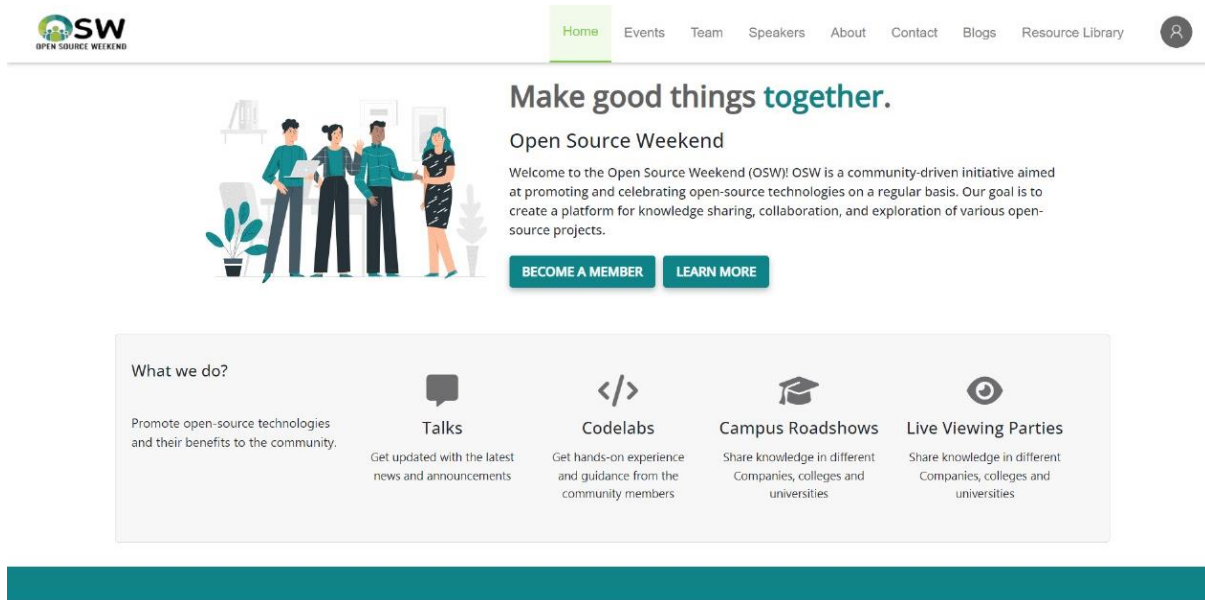 OSW
OPEN SOURCE WEEKEND
Home Events Team Speakers About Contact Blogs Resource Library
Make good things together.
Open Source Weekend
Welcome to the Open Source Weekend (OSW)! OSW is a community-driven initiative aimed
at promoting and celebrating open-source technologies on a regular basis. Our goal is to
create a platform for knowledge sharing, collaboration, and exploration of various open-
source projects.
BECOME A MEMBER LEARN MORE
What we do?
Promote open-source technologies
and their benefits to the community.
Talks
Get updated with the latest
news and announcements
Codelabs
Get hands-on experience
and guidance from the
community members
Campus Roadshows
Share knowledge in different
Companies, colleges and
universities
Live Viewing Parties
Share knowledge in different
Companies, colleges and
universities